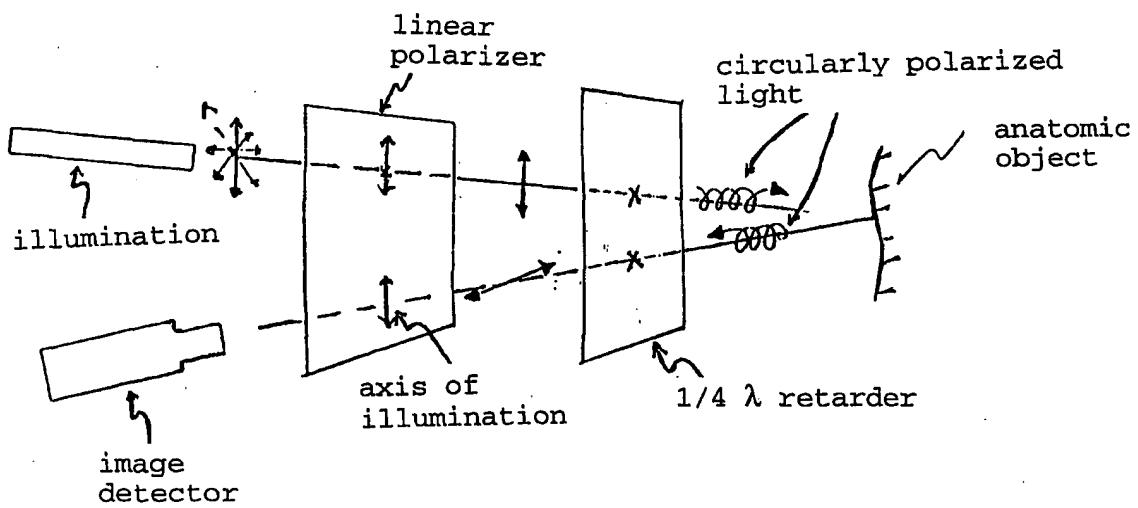 linear
polarizer
circularly polarized
light
anatomic
object
illumination
axis of
illumination
1/4 λ retarder
image
detector